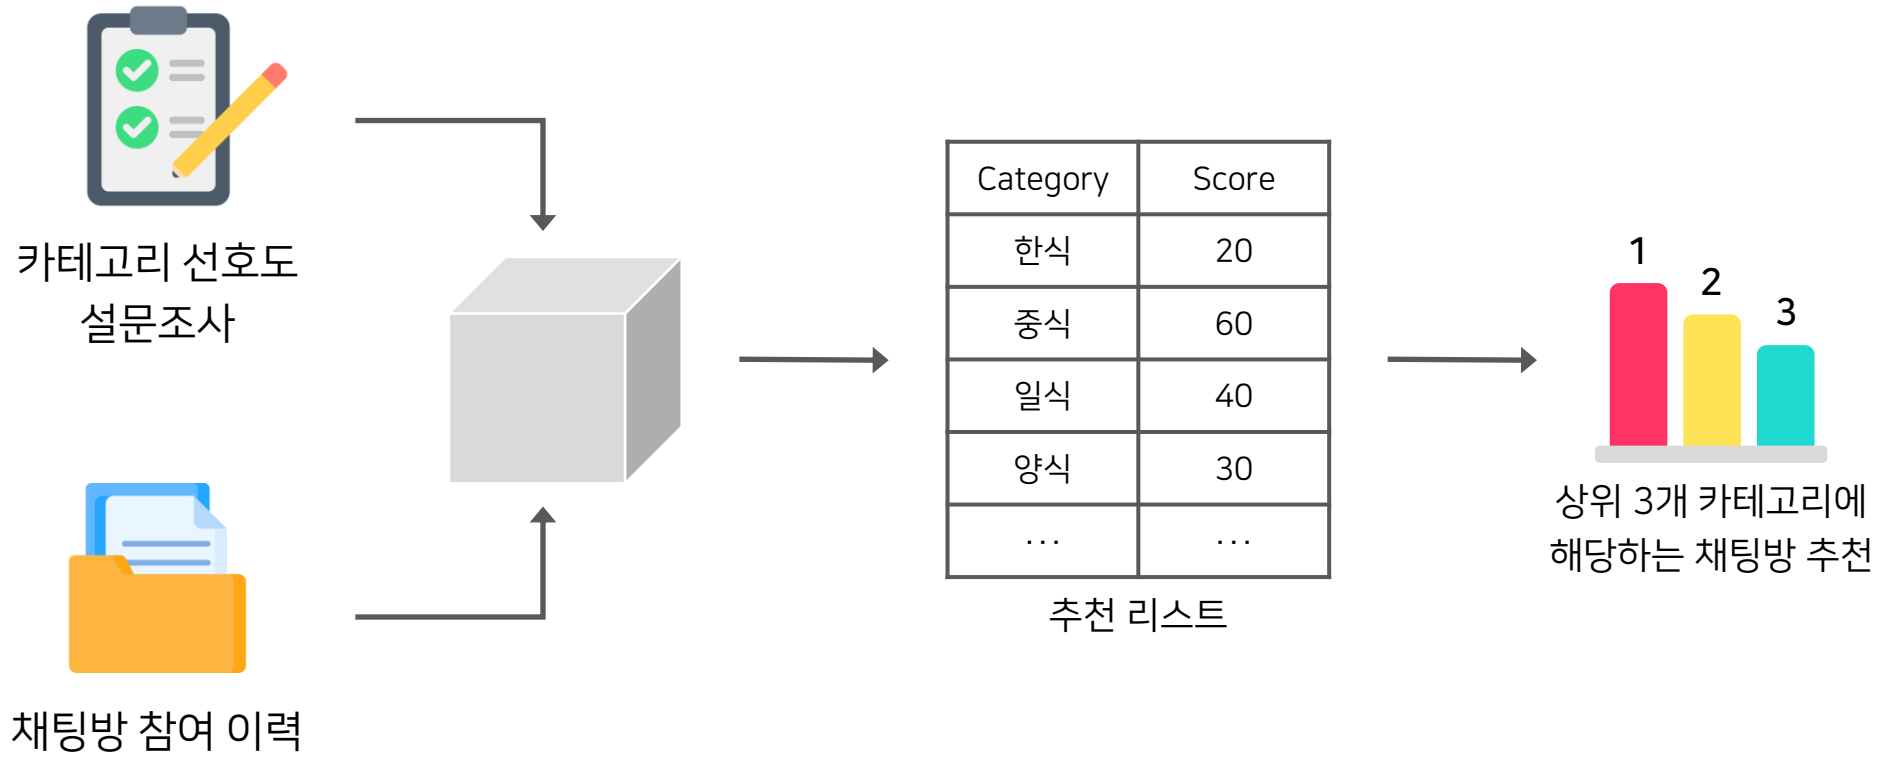 카테고리 선호도
설문조사
채팅방 참여 이력
Category Score
한식 20
중식 60
일식 40
양식 30
... ...
추천 리스트
1
2
3
상위 3개 카테고리에
해당하는 채팅방 추천